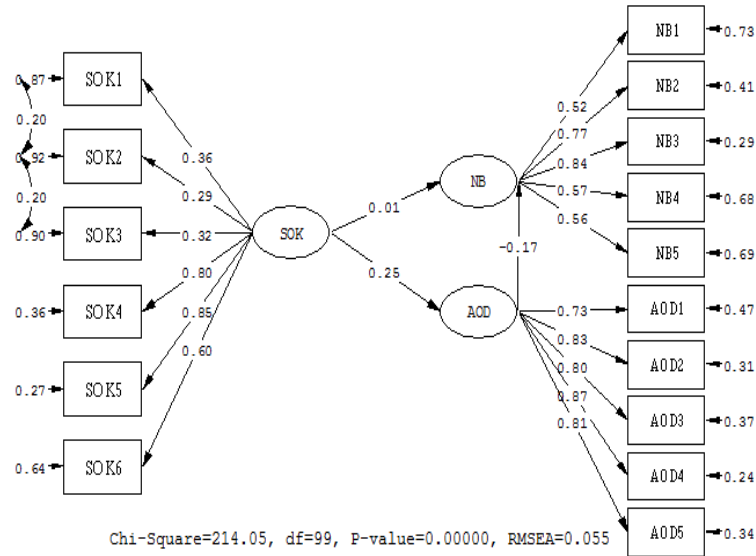 0.87
SOK1
0.20
0.92
SOK2
0.20
0.90
SOK3
0.36
SOK4
0.27
SOK5
0.64
SOK6
0.36
0.29
0.32
0.80
0.85
0.60
SOK
0.01
0.25
NB
-0.17
AOD
0.52
0.77
0.84
0.57
0.56
0.73
0.83
0.80
0.87
0.81
NB1
0.73
NB2
0.41
NB3
0.29
NB4
0.68
NB5
0.69
AOD1
0.47
AOD2
0.31
AOD3
0.37
AOD4
0.24
AOD5
0.34
Chi-Square=214.05, df=99, P-value=0.00000, RMSEA=0.055